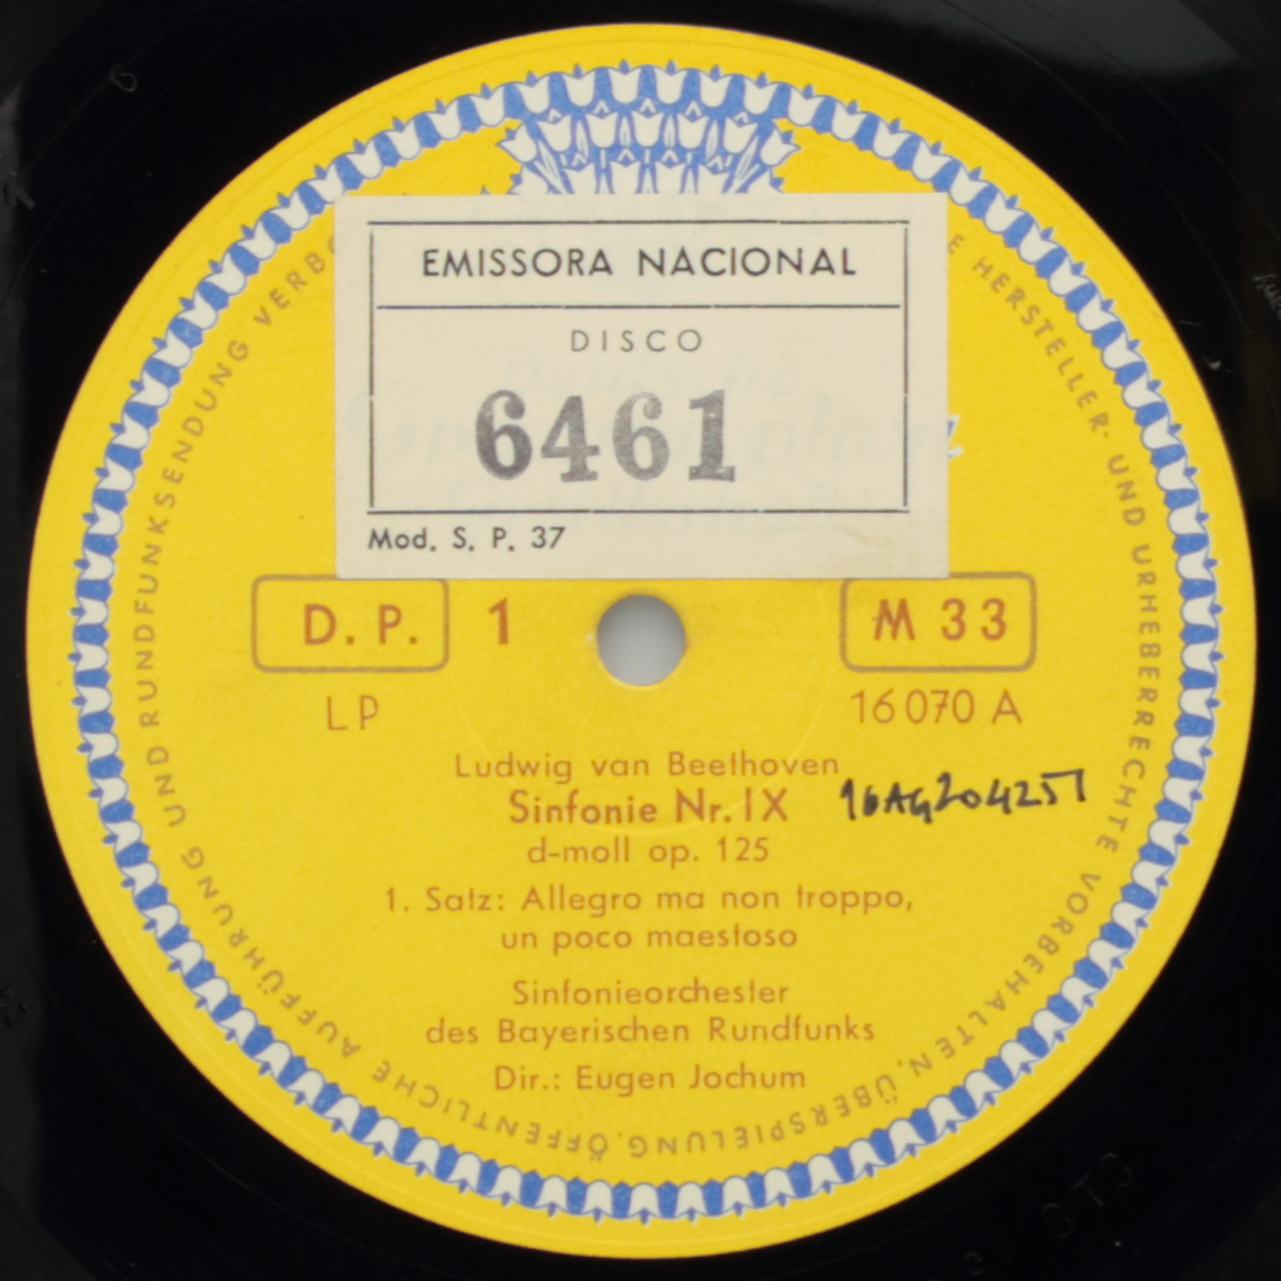 EMISSORA NACIONAL
DISCO
6461
Mod. S. P. 37
D. P. 1
M 33
LP
16 070 A
Ludwig van Beethoven
Sinfonie Nr. IX
16AG204257
d-moll op. 125
1. Satz: Allegro ma non troppo,
un poco maestoso
Sinfonieorchester
des Bayerischen Rundfunks
Dir.: Eugen Jochum
HERSTELLER- UND URHEBERRECHTE VORBEHALTEN. ÜBERSPIELUNG, ÖFFENTLICHE AUFFÜHRUNG UND RUNDFUNKSENDUNG